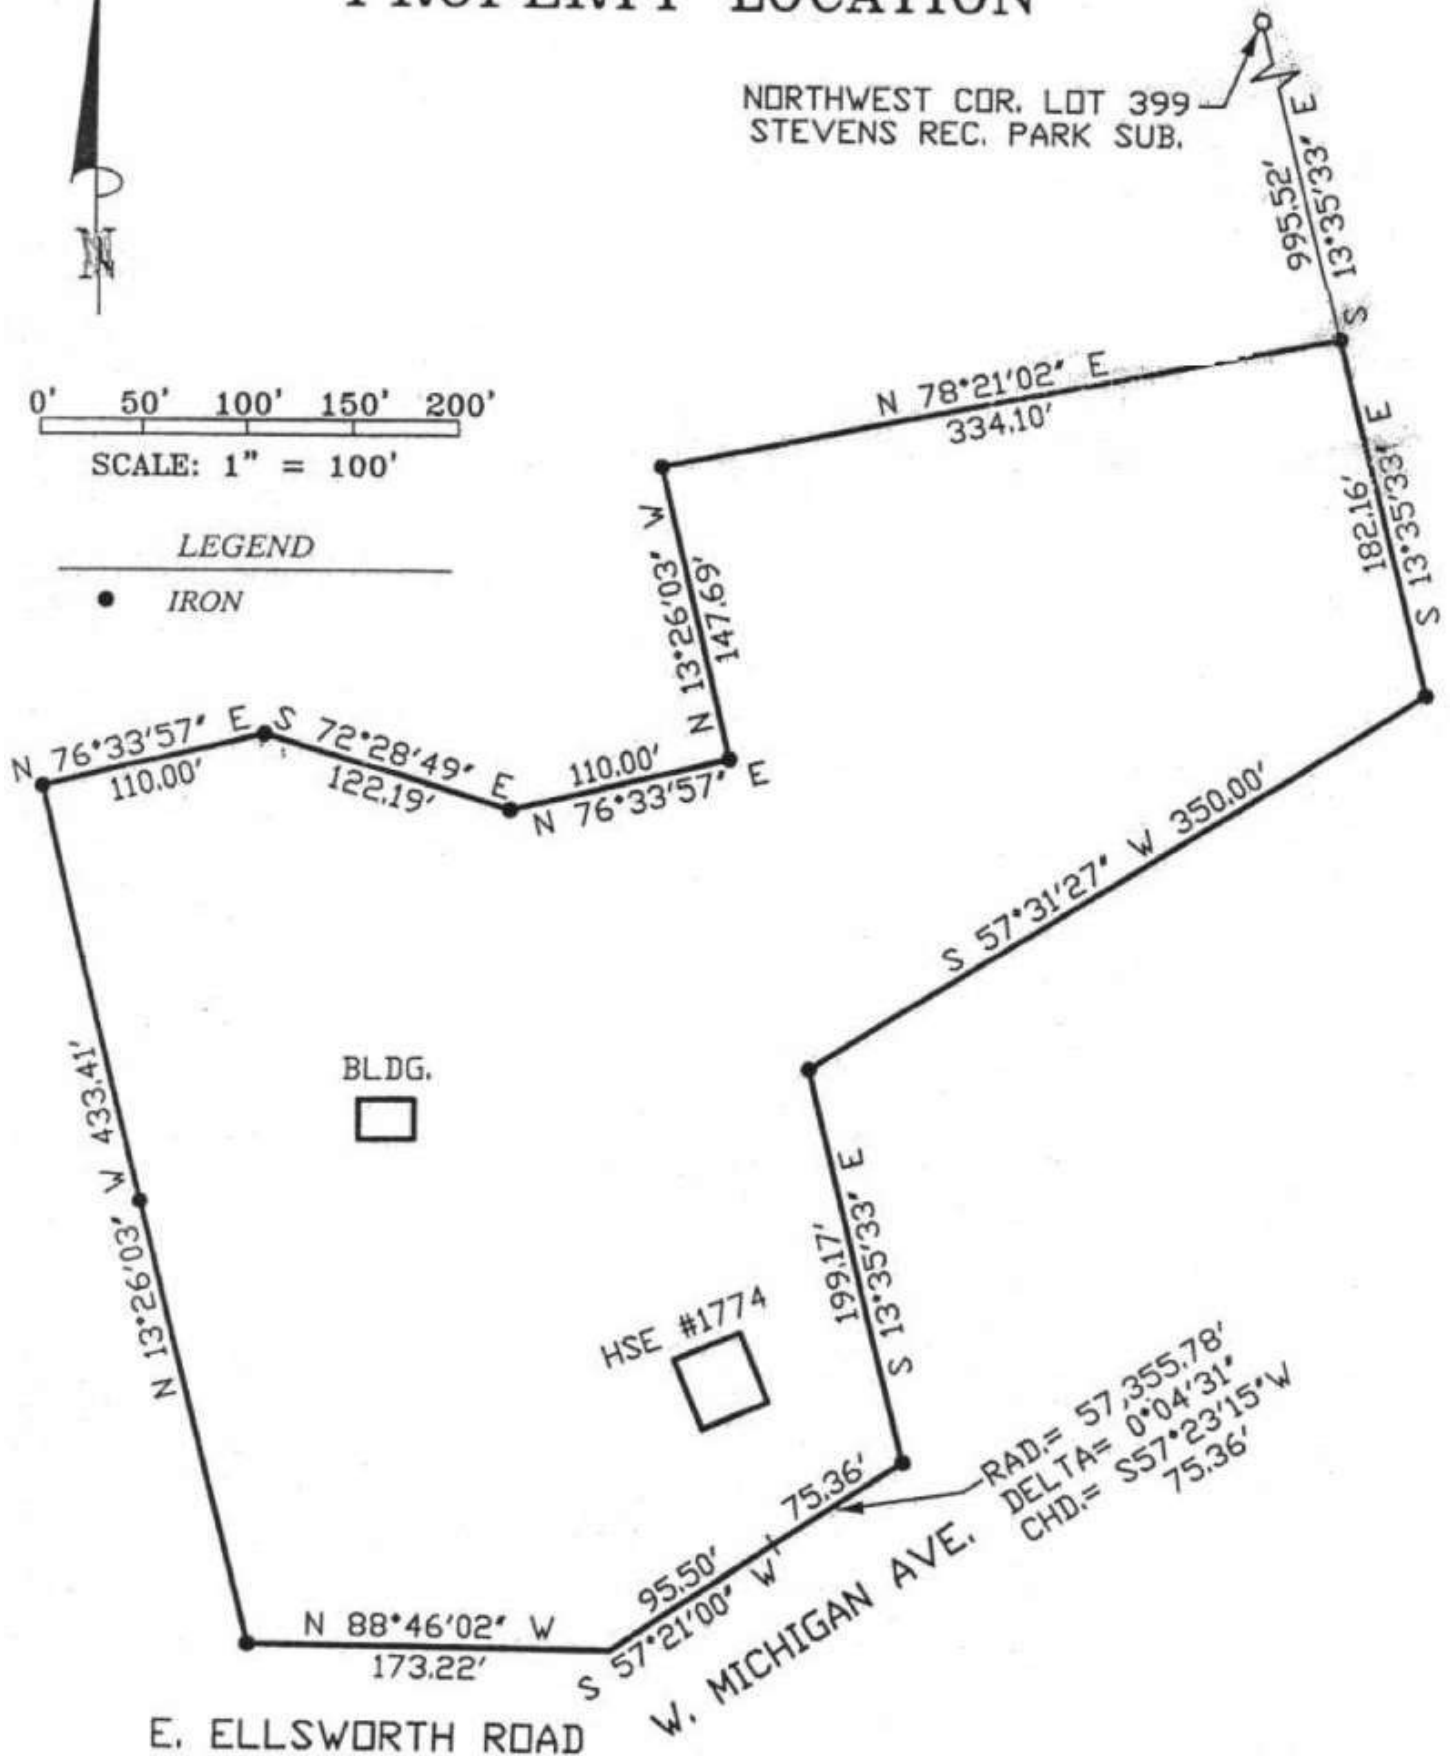 PROPERTY LOCATION
NORTHWEST COR. LOT 399
STEVENS REC. PARK SUB.
S 13°35'33" E
995.52'
N
0' 50' 100' 150' 200'
SCALE: 1" = 100'
LEGEND
IRON
N 78°21'02" E
334.10'
S 13°35'33" E
182.16'
N 13°26'03" W
147.69'
N 76°33'57" E
110.00'
S 72°28'49" E
122.19'
110.00'
N 76°33'57" E
S 57°31'27" W 350.00'
BLDG.
N 13°26'03" W 433.41'
S 13°35'33" E
199.17'
HSE #1774
RAD.= 57,355.78'
DELTA= 0°04'31"
CHD.= S57°23'15"W
75.36'
75.36'
95.50'
S 57°21'00" W
N 88°46'02" W
173.22'
W. MICHIGAN AVE.
E. ELLSWORTH ROAD